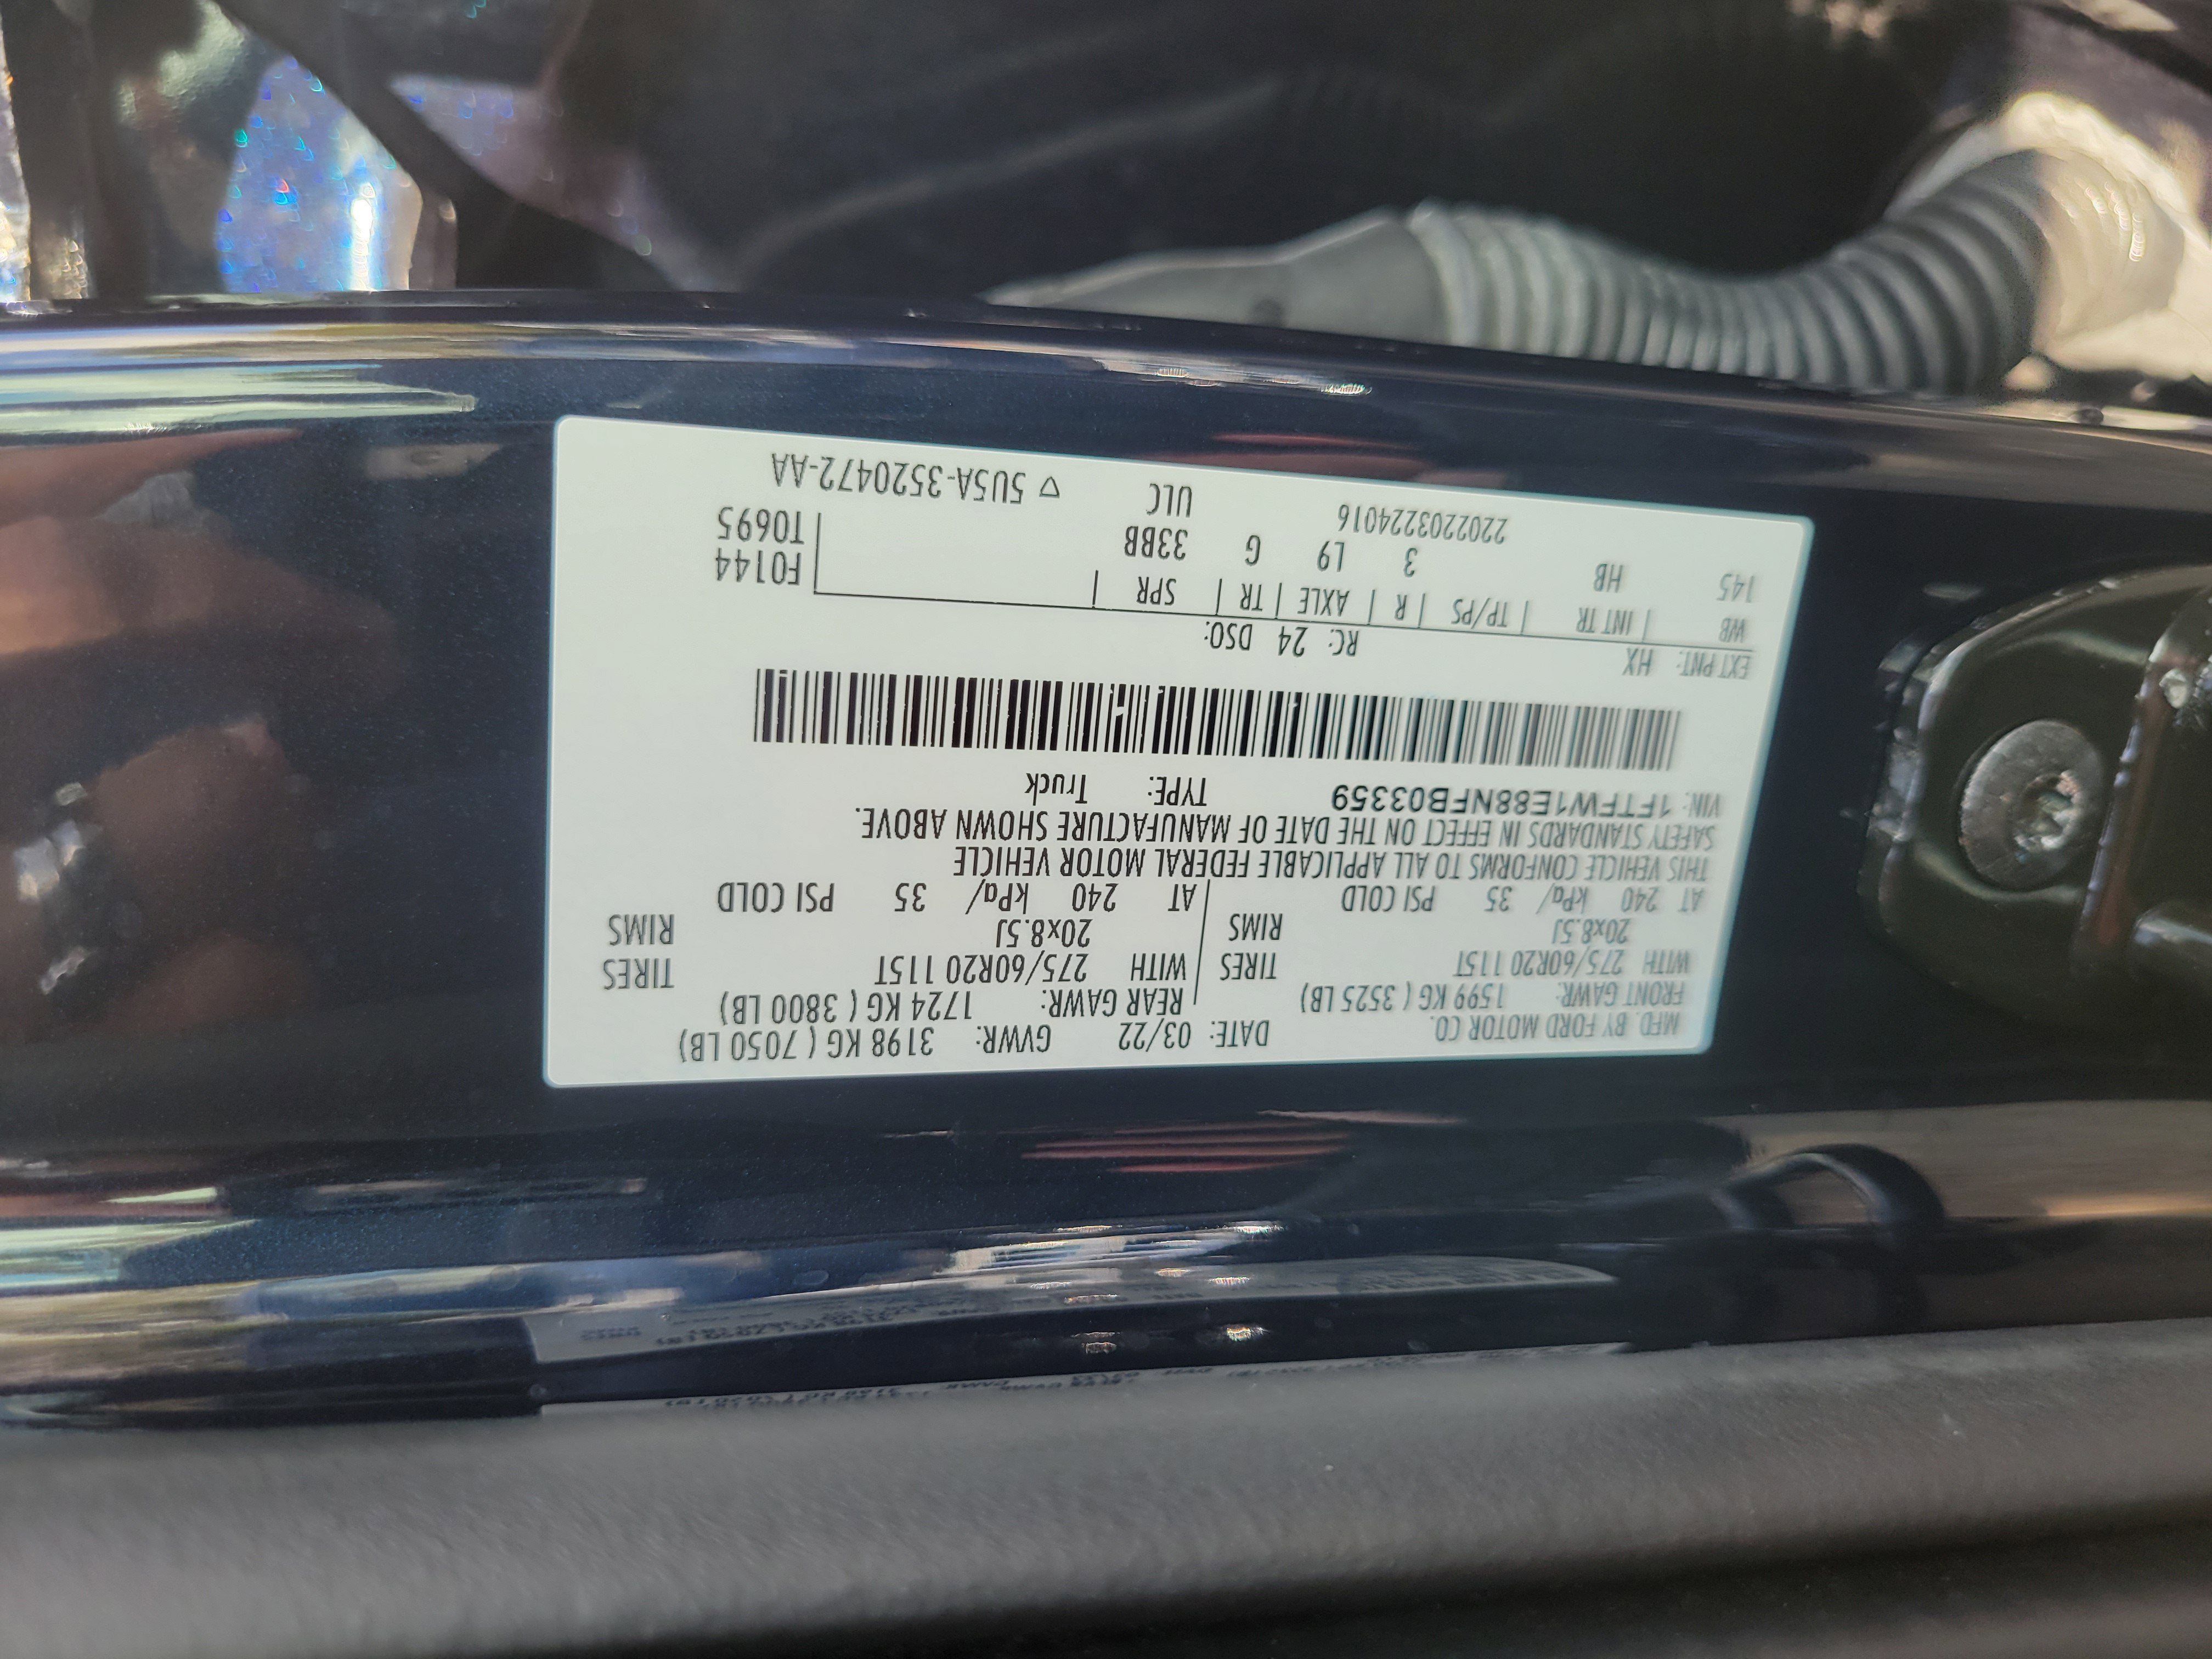 MFD. BY FORD MOTOR CO. DATE: 03/22 GVWR: 3198 KG ( 7050 LB)
FRONT GAWR: 1599 KG ( 3525 LB) REAR GAWR: 1724 KG ( 3800 LB)
WITH 275/60R20 115T TIRES WITH 275/60R20 115T TIRES
20x8.5J RIMS 20x8.5J RIMS
AT 240 kPa/ 35 PSI COLD AT 240 kPa/ 35 PSI COLD
THIS VEHICLE CONFORMS TO ALL APPLICABLE FEDERAL MOTOR VEHICLE
SAFETY STANDARDS IN EFFECT ON THE DATE OF MANUFACTURE SHOWN ABOVE.
VIN: 1FTFW1E88NFB03359 TYPE: Truck
EXT PNT: HX RC: 24 DSO:
WB | INT TR | TP/PS | R | AXLE | TR | SPR | F0144
145 HB 3 L9 G 33BB T0695
2202203224016 ULC ▽ 5U5A-3520472-AA